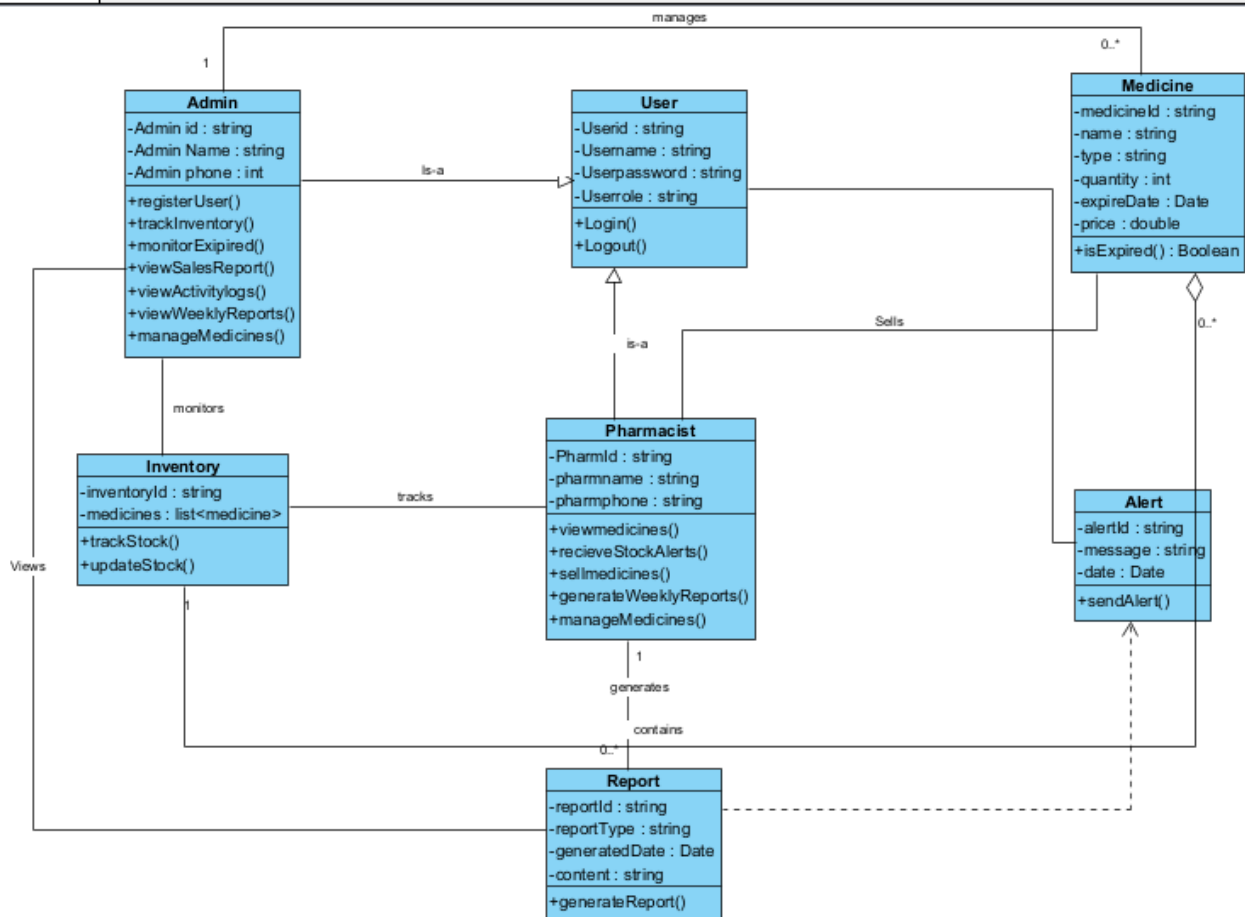 manages
1
0..*
Admin
-Admin id : string
-Admin Name : string
-Admin phone : int
+registerUser()
+trackInventory()
+monitorExipired()
+viewSalesReport()
+viewActivitylogs()
+viewWeeklyReports()
+manageMedicines()
Is-a
User
-Userid : string
-Username : string
-Userpassword : string
-Userrole : string
+Login()
+Logout()
Medicine
-medicineId : string
-name : string
-type : string
-quantity : int
-expireDate : Date
-price : double
+isExpired() : Boolean
0..*
Sells
is-a
monitors
Inventory
-inventoryId : string
-medicines : list<medicine>
+trackStock()
+updateStock()
1
tracks
Views
Pharmacist
-PharmId : string
-pharmname : string
-pharmphone : string
+viewmedicines()
+recieveStockAlerts()
+sellmedicines()
+generateWeeklyReports()
+manageMedicines()
Alert
-alertId : string
-message : string
-date : Date
+sendAlert()
1
generates
contains
0..*
Report
-reportId : string
-reportType : string
-generatedDate : Date
-content : string
+generateReport()